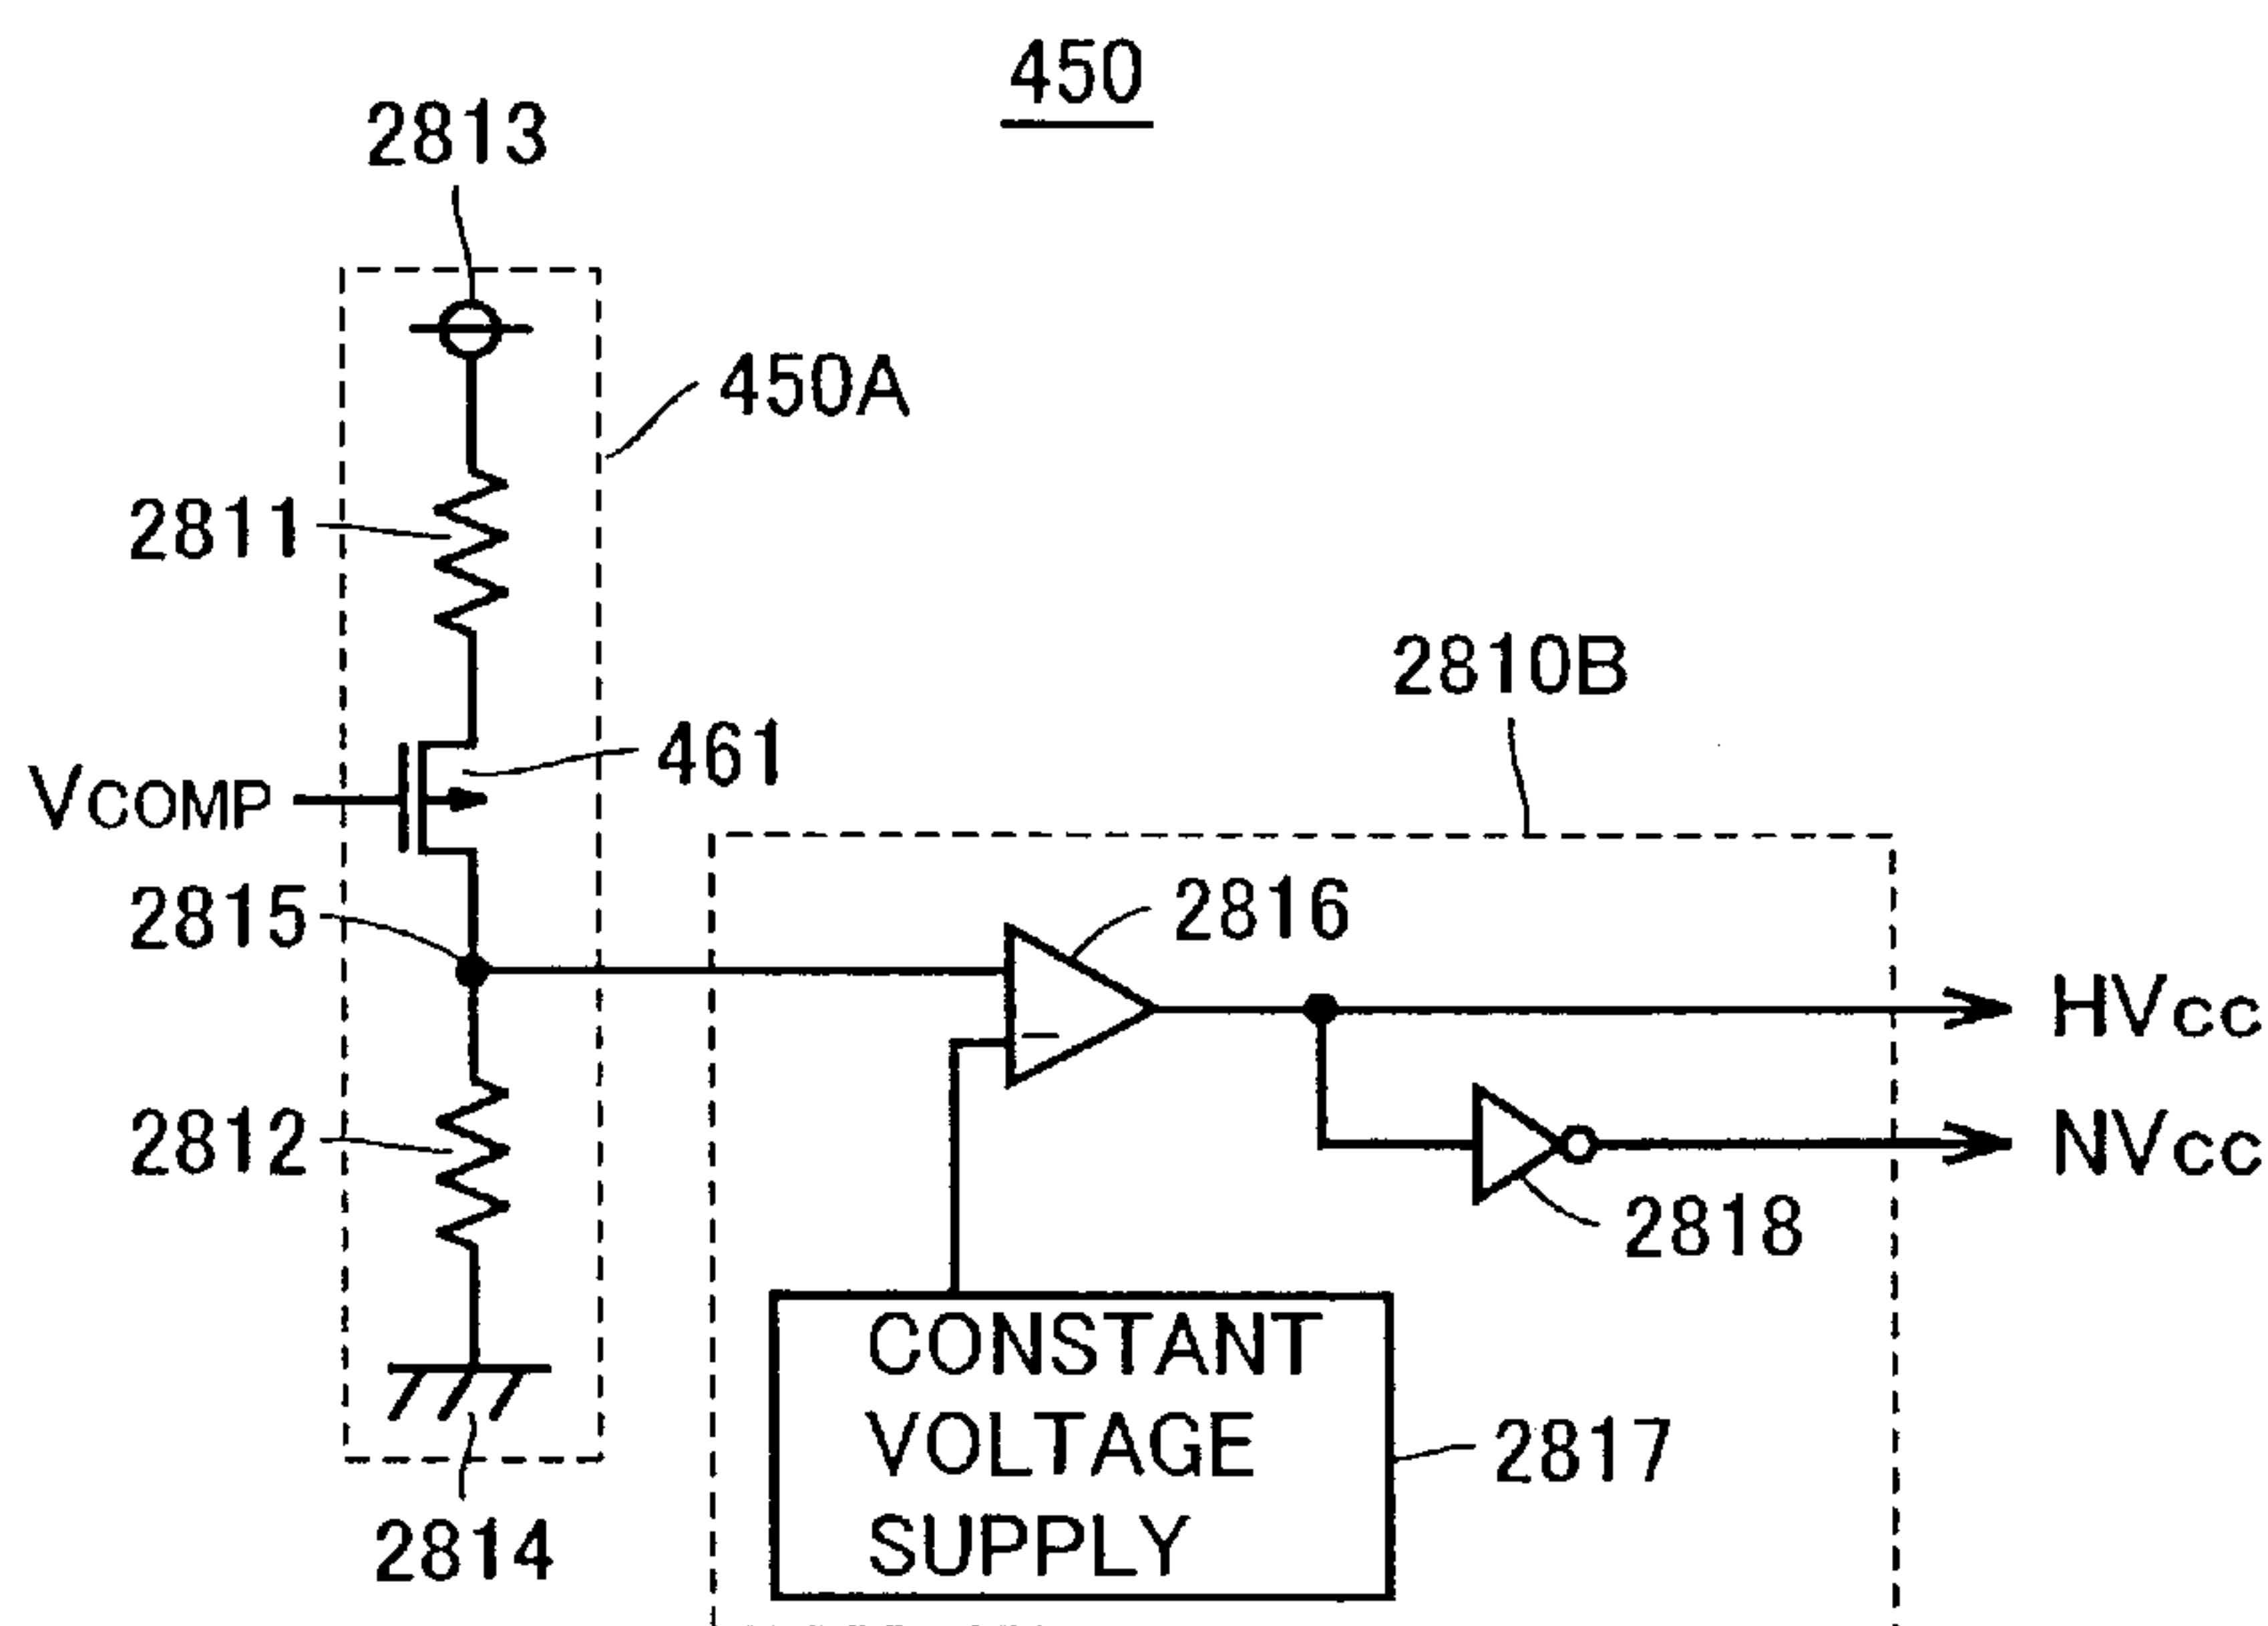 450
2813
450A
2811
2810B
461
VCOMP
2815
2816
HVcc
2812
NVcc
2818
CONSTANT
VOLTAGE
SUPPLY
2817
2814